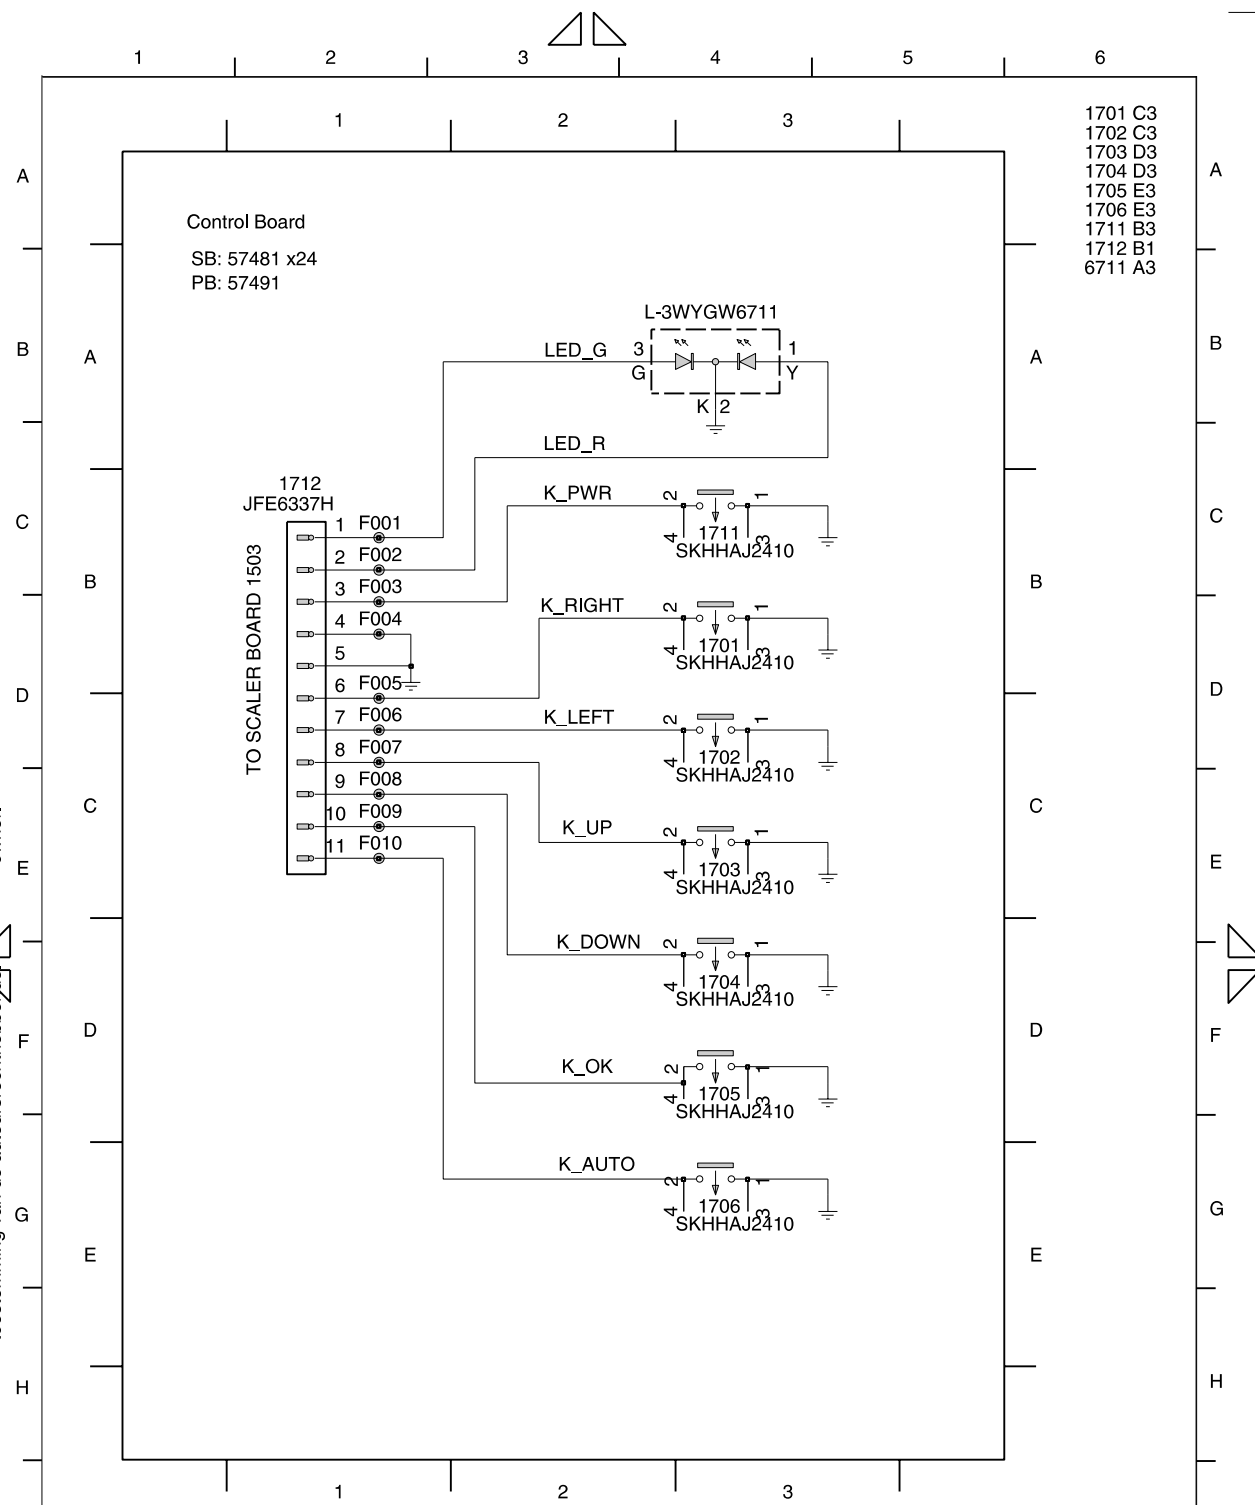 1 2 3 4 5 6
1 2 3
1701 C3
1702 C3
1703 D3
1704 D3
1705 E3
1706 E3
1711 B3
1712 B1
6711 A3
A A
Control Board
SB: 57481 x24
PB: 57491
L-3WYGW6711
B A LED_G 3 1 A B
G Y
K 2
LED_R
1712
JFE6337H
K_PWR 2 1
C C
4 1711 3
SKHHAJ2410
TO SCALER BOARD 1503
1 F001
2 F002
3 F003
4 F004
5
6 F005
7 F006
8 F007
9 F008
10 F009
11 F010
B B
K_RIGHT 2 1
4 1701 3
SKHHAJ2410
D D
K_LEFT 2 1
4 1702 3
SKHHAJ2410
C C
K_UP 2 1
4 1703 3
SKHHAJ2410
E E
K_DOWN 2 1
4 1704 3
SKHHAJ2410
F D D F
K_OK 2 1
4 1705 3
SKHHAJ2410
K_AUTO 2 1
4 1706 3
SKHHAJ2410
G G
E E
H H
1 2 3